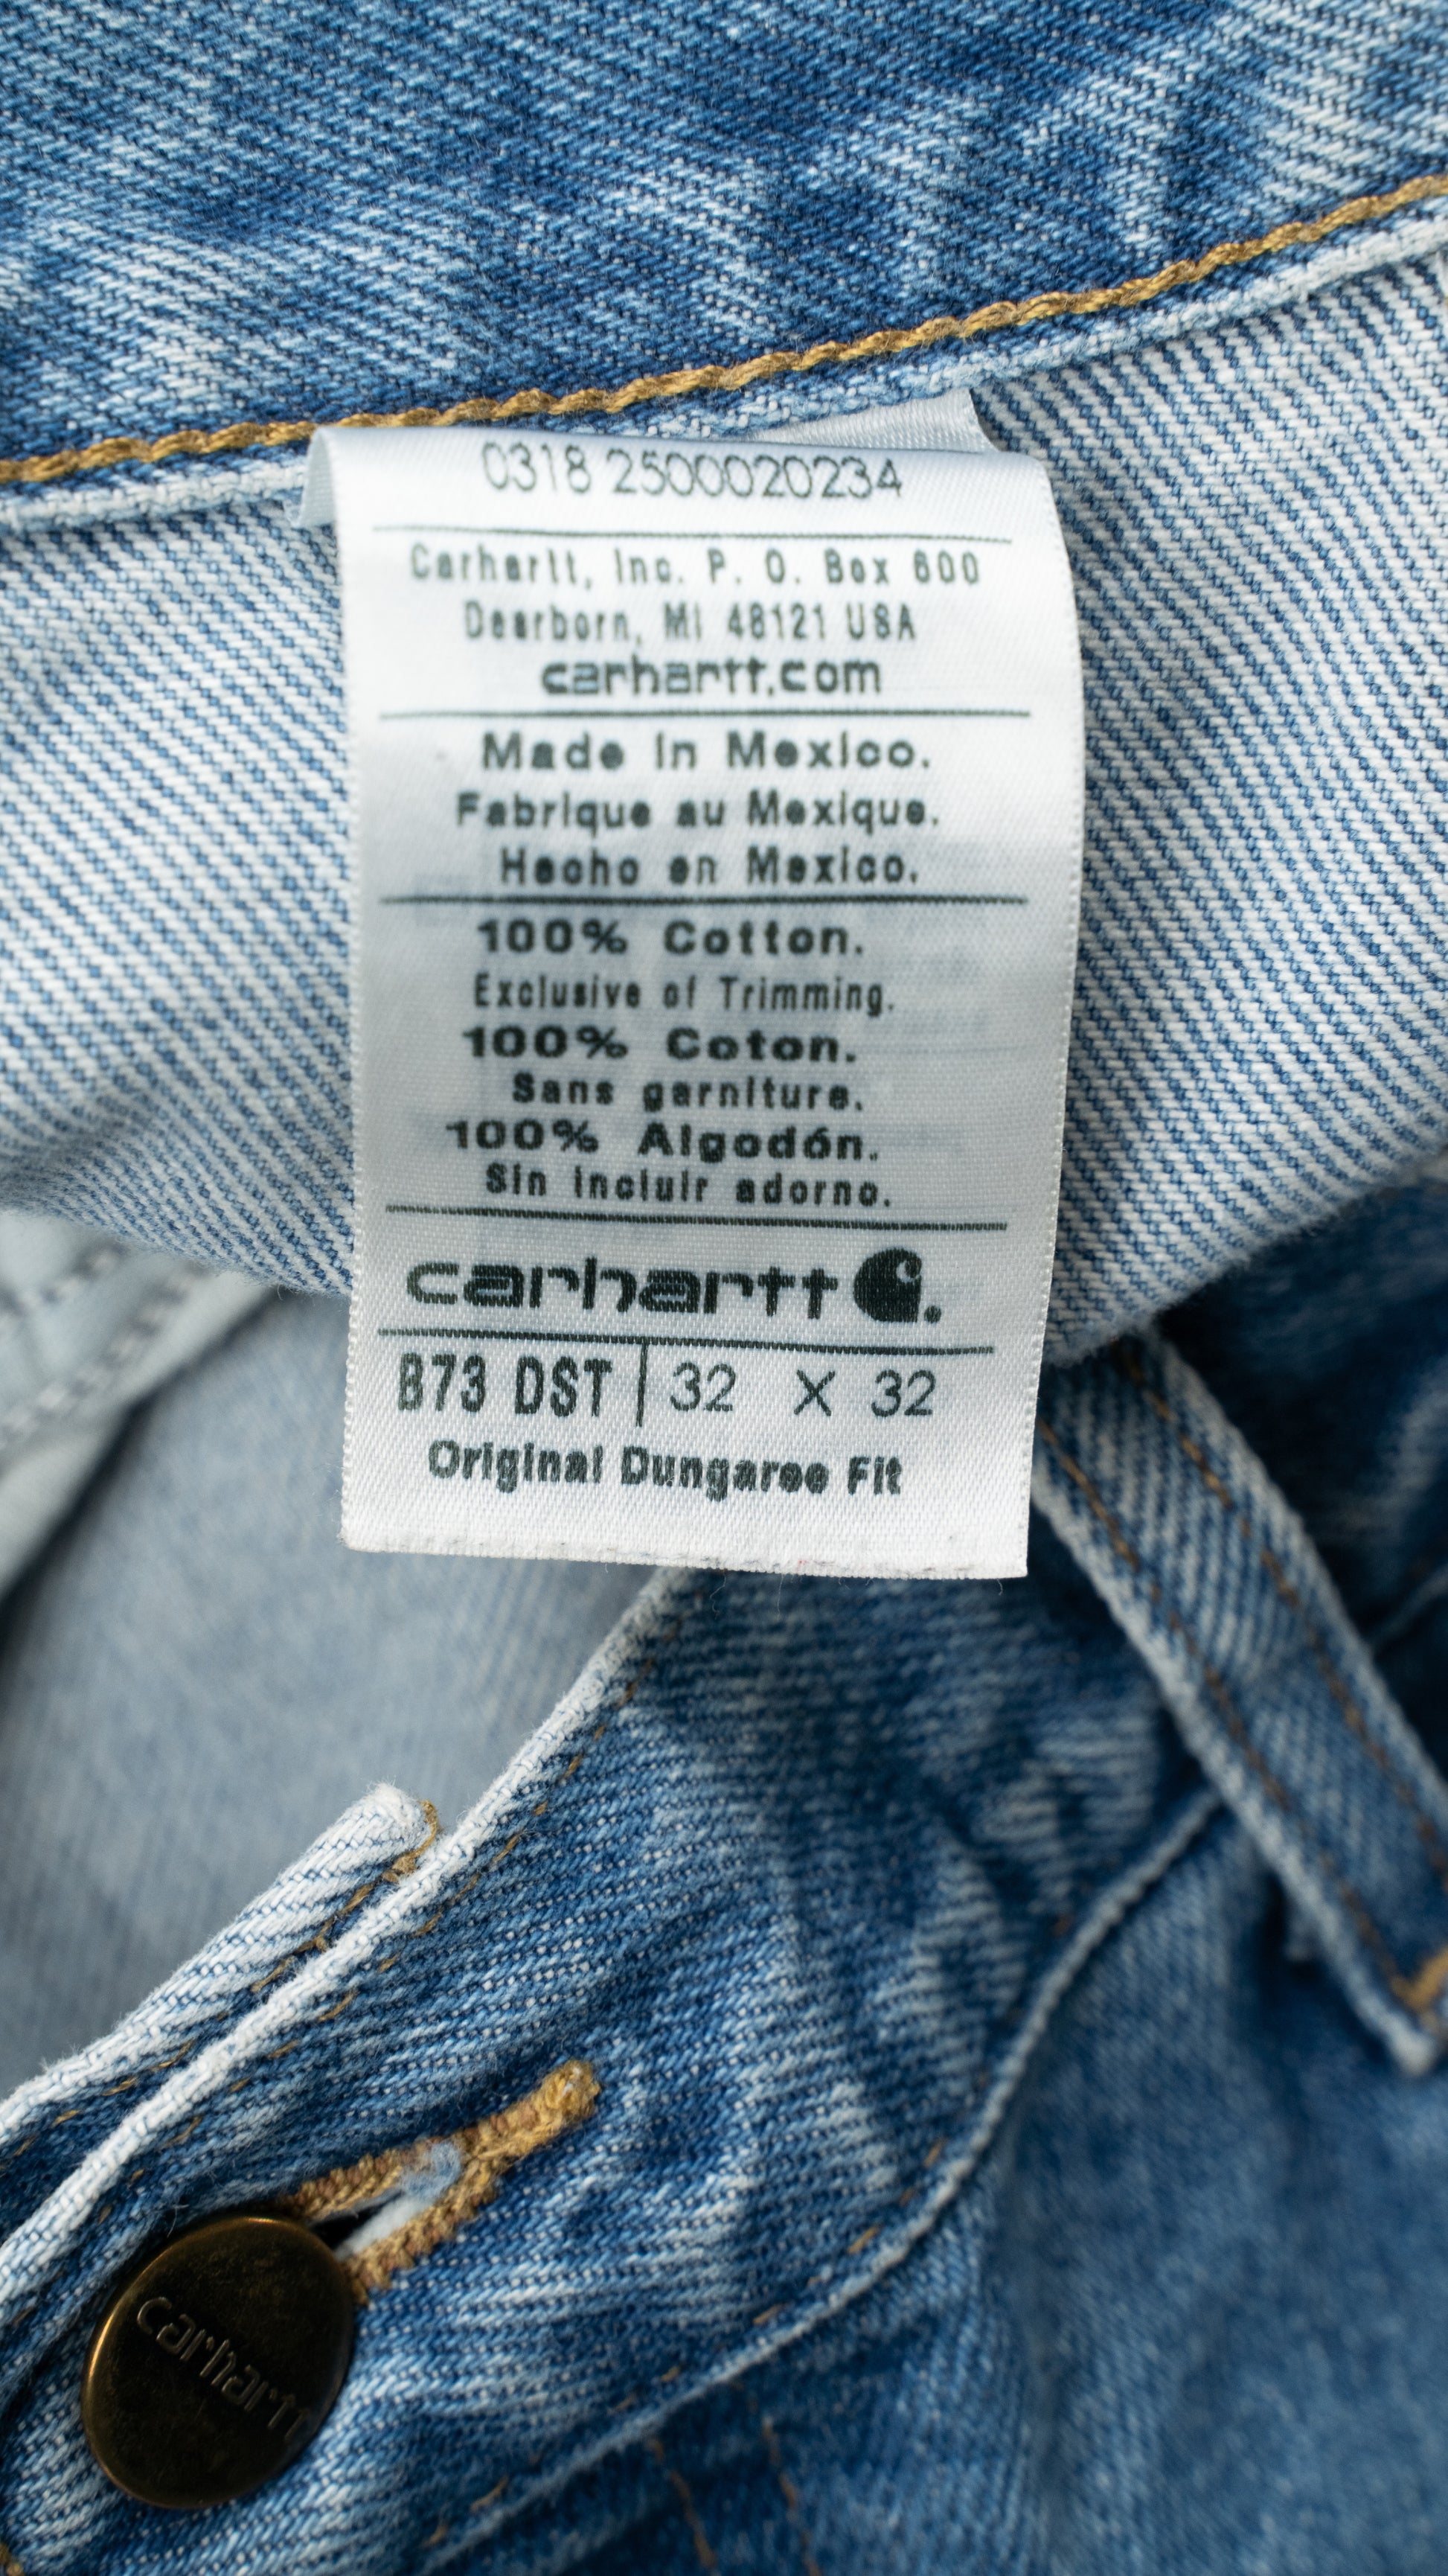 0318 2500020234
Carhartt, Inc. P. O. Box 600
Dearborn, MI 48121 USA
carhartt.com
Made in Mexico.
Fabrique au Mexique.
Hecho en Mexico.
100% Cotton.
Exclusive of Trimming.
100% Coton.
Sans garniture.
100% Algodón.
Sin incluir adorno.
carhartt
B73 DST | 32 X 32
Original Dungaree Fit
carhartt